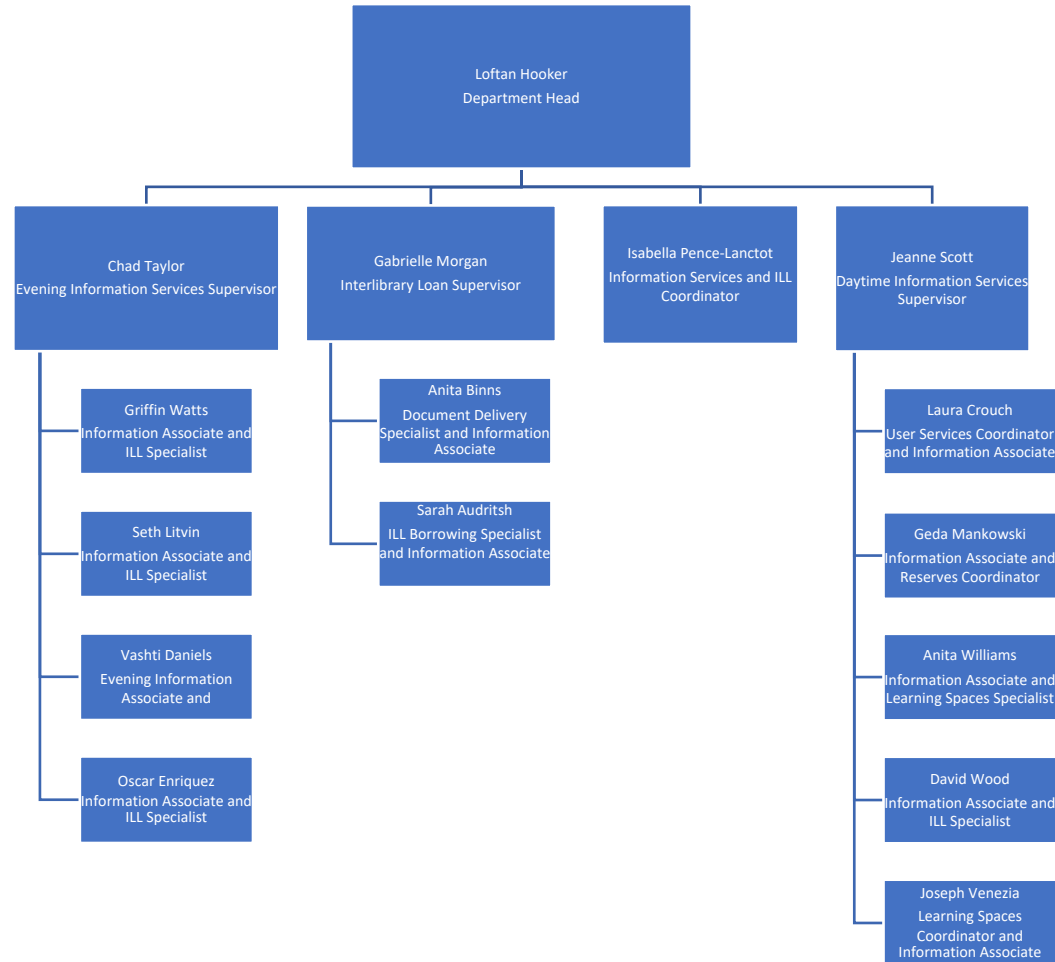 Loftan Hooker
Department Head
Chad Taylor
Evening Information Services Supervisor
Gabrielle Morgan
Interlibrary Loan Supervisor
Isabella Pence-Lanctot
Information Services and ILL
Coordinator
Jeanne Scott
Daytime Information Services
Supervisor
Griffin Watts
Information Associate and
ILL Specialist
Seth Litvin
Information Associate and
ILL Specialist
Vashti Daniels
Evening Information
Associate and
Oscar Enriquez
Information Associate and
ILL Specialist
Anita Binns
Document Delivery
Specialist and Information
Associate
Sarah Audritsh
ILL Borrowing Specialist
and Information Associate
Laura Crouch
User Services Coordinator
and Information Associate
Geda Mankowski
Information Associate and
Reserves Coordinator
Anita Williams
Information Associate and
Learning Spaces Specialist
David Wood
Information Associate and
ILL Specialist
Joseph Venezia
Learning Spaces
Coordinator and
Information Associate